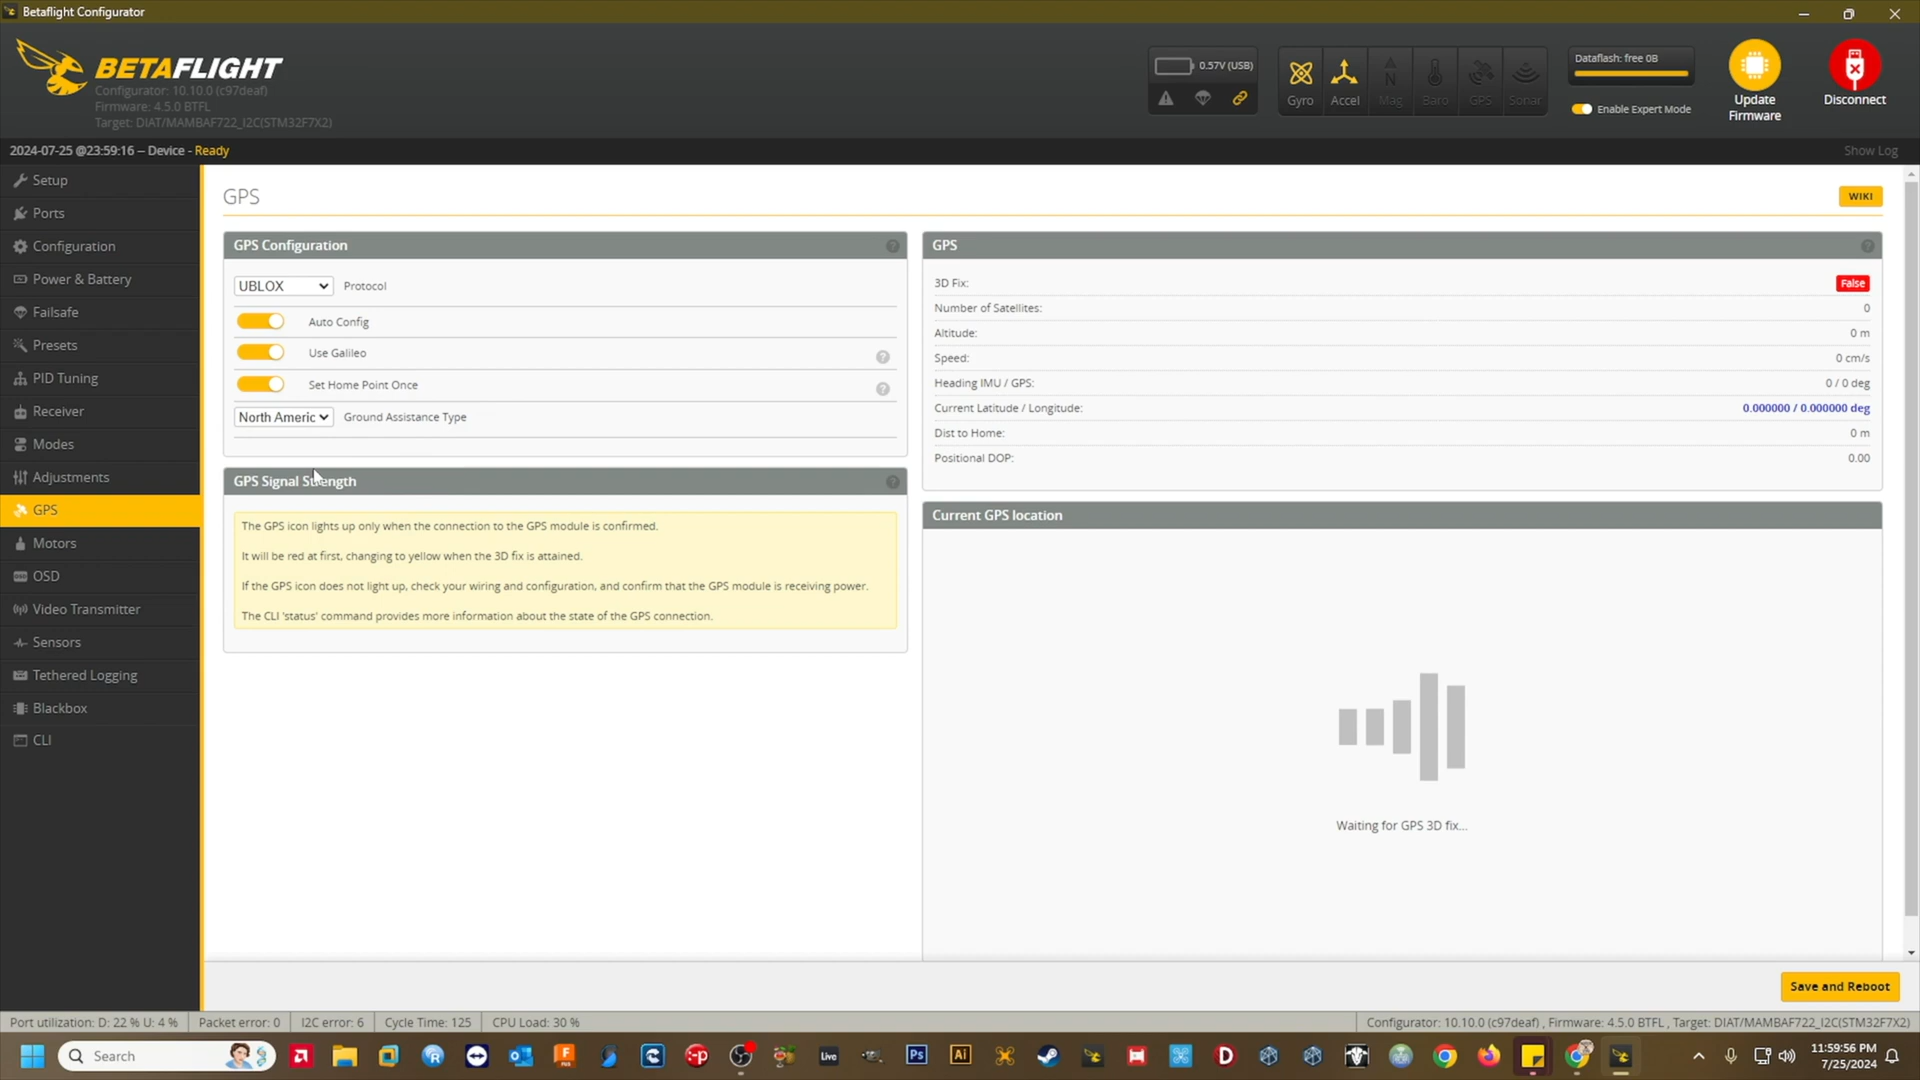 Betaflight Configurator
BETAFLIGHT
Configurator: 10.10.0 (c97deaf)
Firmware: 4.5.0 BTFL
Target: DIAT/MAMBAF722_I2C(STM32F7X2)
0.57V (USB)
Gyro
Accel
Mag
Baro
GPS
Sonar
Dataflash: free 0B
Enable Expert Mode
Update
Firmware
Disconnect
2024-07-25 @23:59:16 -- Device - Ready
Show Log
Setup
Ports
Configuration
Power & Battery
Failsafe
Presets
PID Tuning
Receiver
Modes
Adjustments
GPS
Motors
OSD
Video Transmitter
Sensors
Tethered Logging
Blackbox
CLI
GPS
WIKI
GPS Configuration
UBLOX Protocol
Auto Config
Use Galileo
Set Home Point Once
North Americ Ground Assistance Type
GPS Signal Strength
The GPS icon lights up only when the connection to the GPS module is confirmed.
It will be red at first, changing to yellow when the 3D fix is attained.
If the GPS icon does not light up, check your wiring and configuration, and confirm that the GPS module is receiving power.
The CLI 'status' command provides more information about the state of the GPS connection.
GPS
3D Fix: False
Number of Satellites: 0
Altitude: 0 m
Speed: 0 cm/s
Heading IMU / GPS: 0 / 0 deg
Current Latitude / Longitude: 0.000000 / 0.000000 deg
Dist to Home: 0 m
Positional DOP: 0.00
Current GPS location
Waiting for GPS 3D fix...
Save and Reboot
Port utilization: D: 22 % U: 4 %
Packet error: 0
I2C error: 6
Cycle Time: 125
CPU Load: 30 %
Configurator: 10.10.0 (c97deaf) , Firmware: 4.5.0 BTFL , Target: DIAT/MAMBAF722_I2C(STM32F7X2)
Search
Live
Ps
Ai
11:59:56 PM
7/25/2024